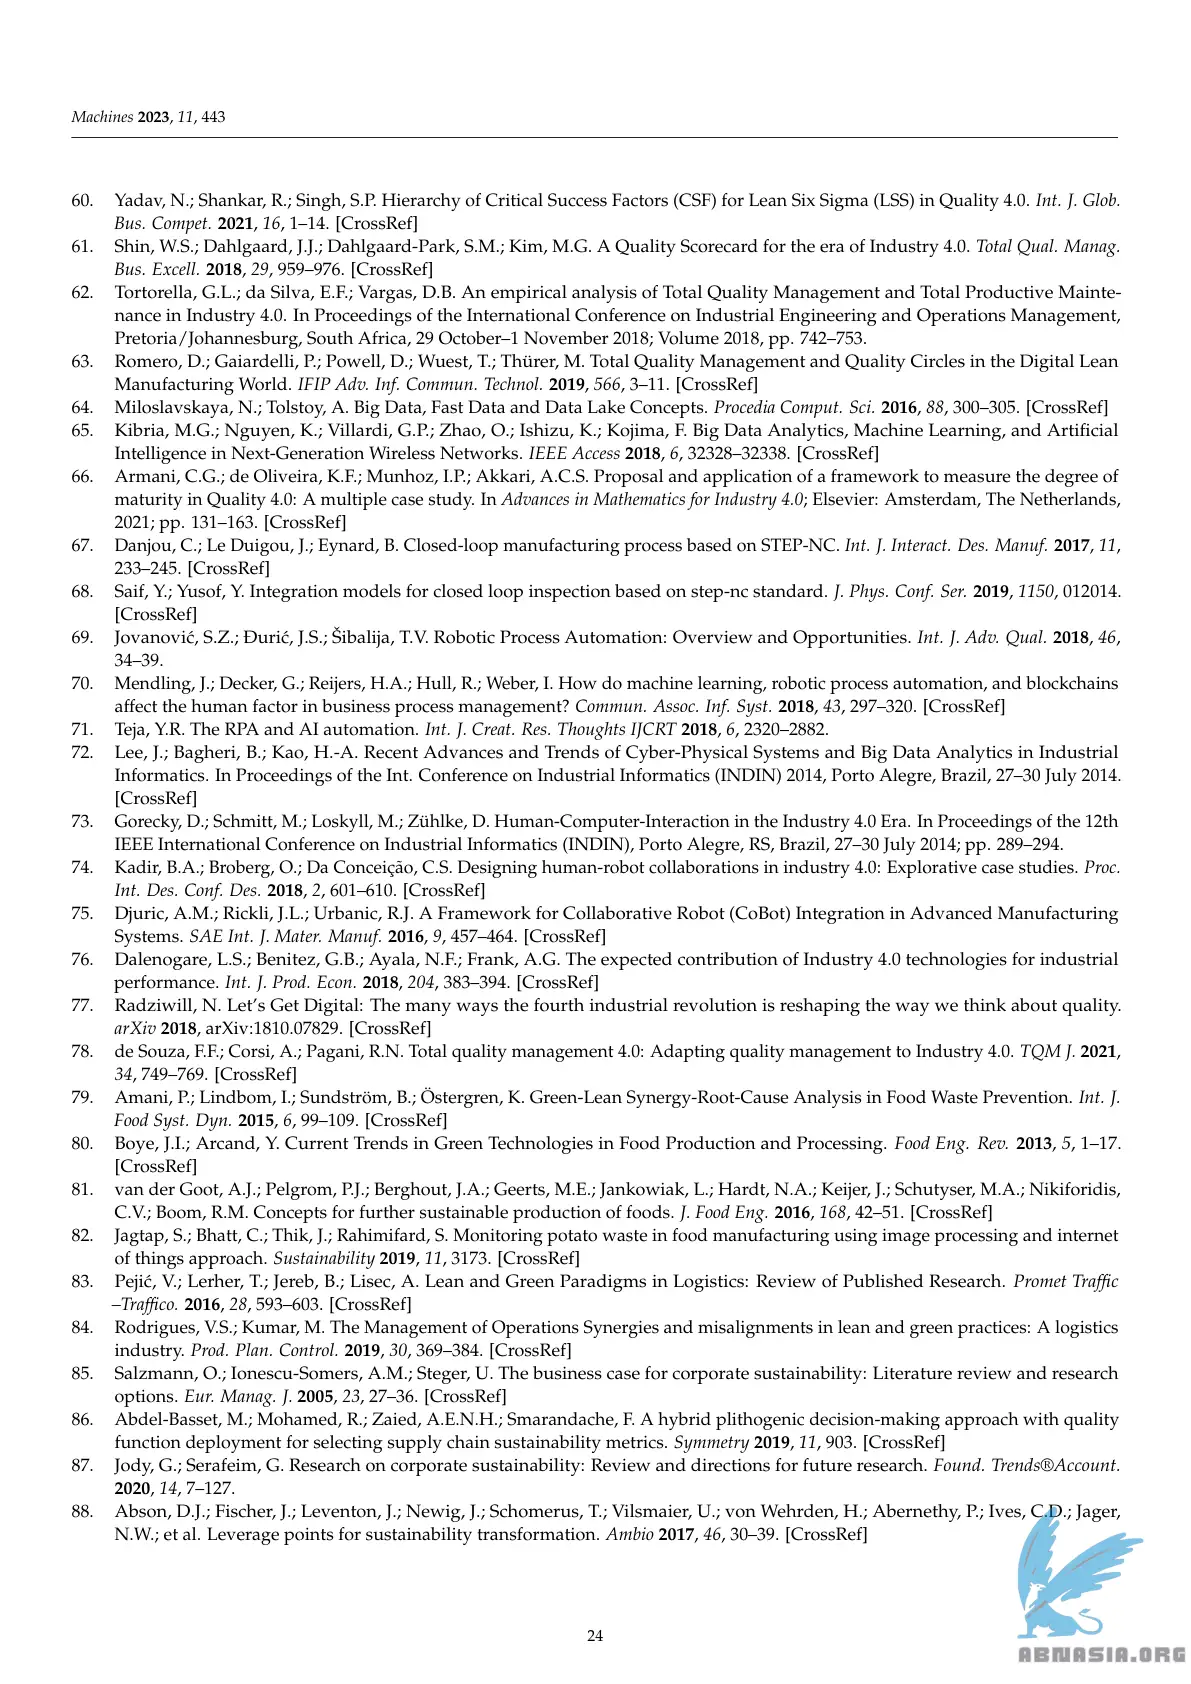 Machines 2023, 11, 443
60. Yadav, N.; Shankar, R.; Singh, S.P. Hierarchy of Critical Success Factors (CSF) for Lean Six Sigma (LSS) in Quality 4.0. Int. J. Glob.
Bus. Compet. 2021, 16, 1–14. [CrossRef]
61. Shin, W.S.; Dahlgaard, J.J.; Dahlgaard-Park, S.M.; Kim, M.G. A Quality Scorecard for the era of Industry 4.0. Total Qual. Manag.
Bus. Excell. 2018, 29, 959–976. [CrossRef]
62. Tortorella, G.L.; da Silva, E.F.; Vargas, D.B. An empirical analysis of Total Quality Management and Total Productive Mainte-
nance in Industry 4.0. In Proceedings of the International Conference on Industrial Engineering and Operations Management,
Pretoria/Johannesburg, South Africa, 29 October–1 November 2018; Volume 2018, pp. 742–753.
63. Romero, D.; Gaiardelli, P.; Powell, D.; Wuest, T.; Thürer, M. Total Quality Management and Quality Circles in the Digital Lean
Manufacturing World. IFIP Adv. Inf. Commun. Technol. 2019, 566, 3–11. [CrossRef]
64. Miloslavskaya, N.; Tolstoy, A. Big Data, Fast Data and Data Lake Concepts. Procedia Comput. Sci. 2016, 88, 300–305. [CrossRef]
65. Kibria, M.G.; Nguyen, K.; Villardi, G.P.; Zhao, O.; Ishizu, K.; Kojima, F. Big Data Analytics, Machine Learning, and Artificial
Intelligence in Next-Generation Wireless Networks. IEEE Access 2018, 6, 32328–32338. [CrossRef]
66. Armani, C.G.; de Oliveira, K.F.; Munhoz, I.P.; Akkari, A.C.S. Proposal and application of a framework to measure the degree of
maturity in Quality 4.0: A multiple case study. In Advances in Mathematics for Industry 4.0; Elsevier: Amsterdam, The Netherlands,
2021; pp. 131–163. [CrossRef]
67. Danjou, C.; Le Duigou, J.; Eynard, B. Closed-loop manufacturing process based on STEP-NC. Int. J. Interact. Des. Manuf. 2017, 11,
233–245. [CrossRef]
68. Saif, Y.; Yusof, Y. Integration models for closed loop inspection based on step-nc standard. J. Phys. Conf. Ser. 2019, 1150, 012014.
[CrossRef]
69. Jovanović, S.Z.; Đurić, J.S.; Šibalija, T.V. Robotic Process Automation: Overview and Opportunities. Int. J. Adv. Qual. 2018, 46,
34–39.
70. Mendling, J.; Decker, G.; Reijers, H.A.; Hull, R.; Weber, I. How do machine learning, robotic process automation, and blockchains
affect the human factor in business process management? Commun. Assoc. Inf. Syst. 2018, 43, 297–320. [CrossRef]
71. Teja, Y.R. The RPA and AI automation. Int. J. Creat. Res. Thoughts IJCRT 2018, 6, 2320–2882.
72. Lee, J.; Bagheri, B.; Kao, H.-A. Recent Advances and Trends of Cyber-Physical Systems and Big Data Analytics in Industrial
Informatics. In Proceedings of the Int. Conference on Industrial Informatics (INDIN) 2014, Porto Alegre, Brazil, 27–30 July 2014.
[CrossRef]
73. Gorecky, D.; Schmitt, M.; Loskyll, M.; Zühlke, D. Human-Computer-Interaction in the Industry 4.0 Era. In Proceedings of the 12th
IEEE International Conference on Industrial Informatics (INDIN), Porto Alegre, RS, Brazil, 27–30 July 2014; pp. 289–294.
74. Kadir, B.A.; Broberg, O.; Da Conceição, C.S. Designing human-robot collaborations in industry 4.0: Explorative case studies. Proc.
Int. Des. Conf. Des. 2018, 2, 601–610. [CrossRef]
75. Djuric, A.M.; Rickli, J.L.; Urbanic, R.J. A Framework for Collaborative Robot (CoBot) Integration in Advanced Manufacturing
Systems. SAE Int. J. Mater. Manuf. 2016, 9, 457–464. [CrossRef]
76. Dalenogare, L.S.; Benitez, G.B.; Ayala, N.F.; Frank, A.G. The expected contribution of Industry 4.0 technologies for industrial
performance. Int. J. Prod. Econ. 2018, 204, 383–394. [CrossRef]
77. Radziwill, N. Let’s Get Digital: The many ways the fourth industrial revolution is reshaping the way we think about quality.
arXiv 2018, arXiv:1810.07829. [CrossRef]
78. de Souza, F.F.; Corsi, A.; Pagani, R.N. Total quality management 4.0: Adapting quality management to Industry 4.0. TQM J. 2021,
34, 749–769. [CrossRef]
79. Amani, P.; Lindbom, I.; Sundström, B.; Östergren, K. Green-Lean Synergy-Root-Cause Analysis in Food Waste Prevention. Int. J.
Food Syst. Dyn. 2015, 6, 99–109. [CrossRef]
80. Boye, J.I.; Arcand, Y. Current Trends in Green Technologies in Food Production and Processing. Food Eng. Rev. 2013, 5, 1–17.
[CrossRef]
81. van der Goot, A.J.; Pelgrom, P.J.; Berghout, J.A.; Geerts, M.E.; Jankowiak, L.; Hardt, N.A.; Keijer, J.; Schutyser, M.A.; Nikiforidis,
C.V.; Boom, R.M. Concepts for further sustainable production of foods. J. Food Eng. 2016, 168, 42–51. [CrossRef]
82. Jagtap, S.; Bhatt, C.; Thik, J.; Rahimifard, S. Monitoring potato waste in food manufacturing using image processing and internet
of things approach. Sustainability 2019, 11, 3173. [CrossRef]
83. Pejić, V.; Lerher, T.; Jereb, B.; Lisec, A. Lean and Green Paradigms in Logistics: Review of Published Research. Promet Traffic
–Traffico. 2016, 28, 593–603. [CrossRef]
84. Rodrigues, V.S.; Kumar, M. The Management of Operations Synergies and misalignments in lean and green practices: A logistics
industry. Prod. Plan. Control. 2019, 30, 369–384. [CrossRef]
85. Salzmann, O.; Ionescu-Somers, A.M.; Steger, U. The business case for corporate sustainability: Literature review and research
options. Eur. Manag. J. 2005, 23, 27–36. [CrossRef]
86. Abdel-Basset, M.; Mohamed, R.; Zaied, A.E.N.H.; Smarandache, F. A hybrid plithogenic decision-making approach with quality
function deployment for selecting supply chain sustainability metrics. Symmetry 2019, 11, 903. [CrossRef]
87. Jody, G.; Serafeim, G. Research on corporate sustainability: Review and directions for future research. Found. Trends®Account.
2020, 14, 7–127.
88. Abson, D.J.; Fischer, J.; Leventon, J.; Newig, J.; Schomerus, T.; Vilsmaier, U.; von Wehrden, H.; Abernethy, P.; Ives, C.D.; Jager,
N.W.; et al. Leverage points for sustainability transformation. Ambio 2017, 46, 30–39. [CrossRef]
24
ABNASIA.ORG